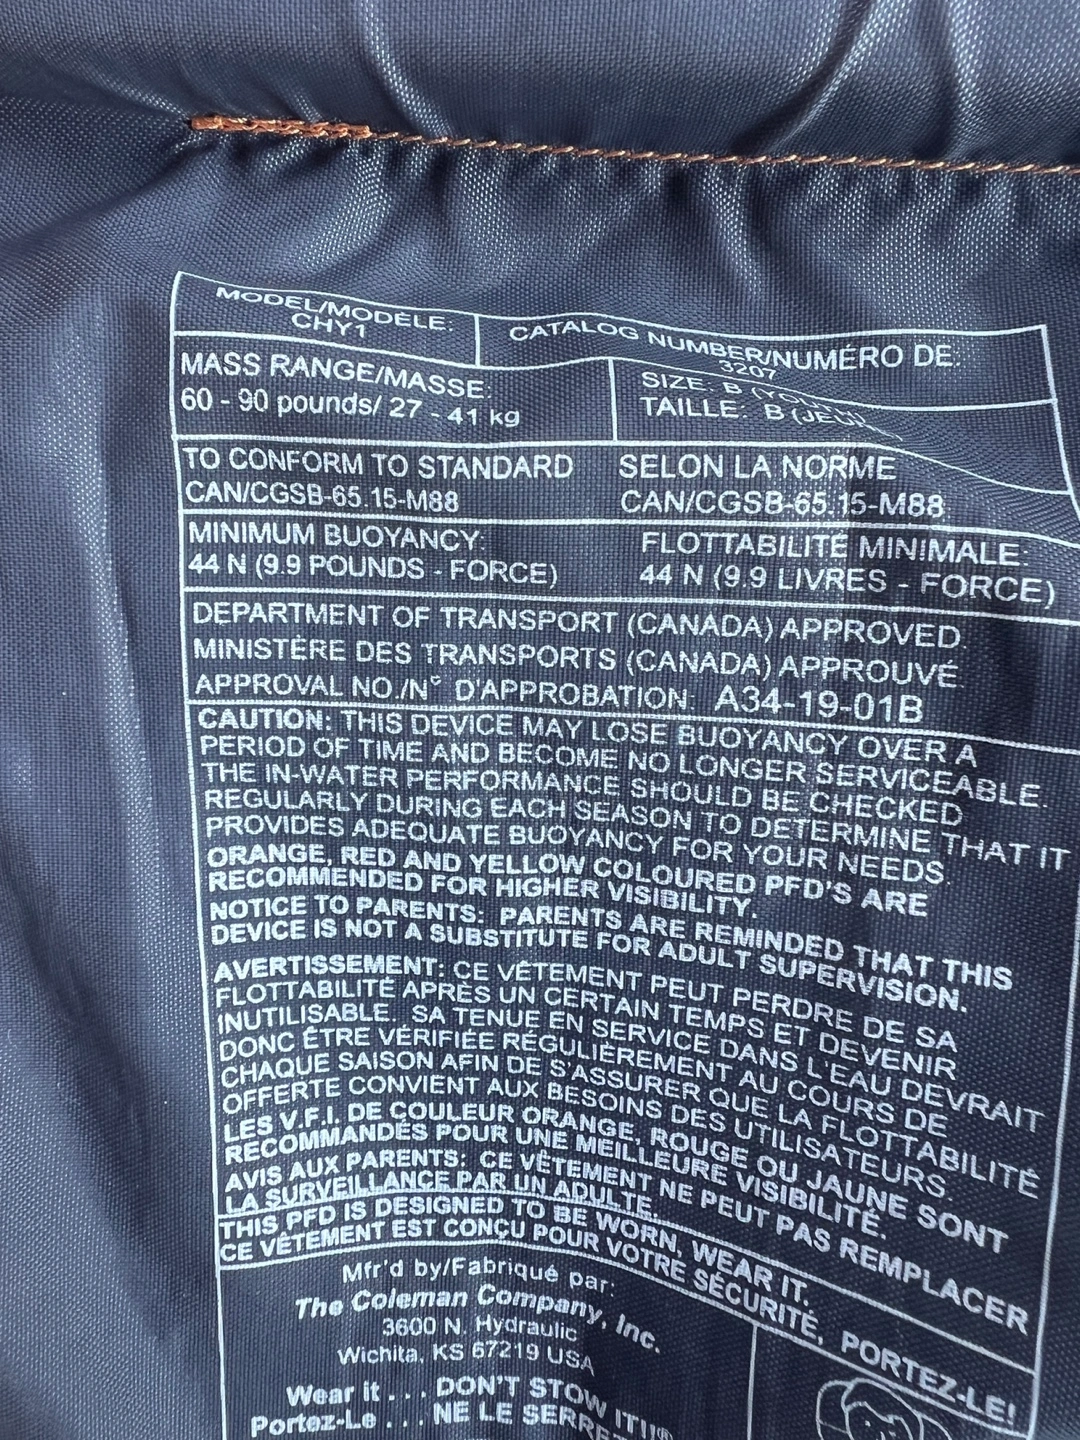 MODEL/MODÈLE:
CHY1
CATALOG NUMBER/NUMÉRO DE:
3207
MASS RANGE/MASSE:
60 - 90 pounds/ 27 - 41 kg
SIZE: B (YOUTH)
TAILLE: B (JEUNE)
TO CONFORM TO STANDARD
CAN/CGSB-65.15-M88
SELON LA NORME
CAN/CGSB-65.15-M88
MINIMUM BUOYANCY:
44 N (9.9 POUNDS - FORCE)
FLOTTABILITÉ MINIMALE:
44 N (9.9 LIVRES - FORCE)
DEPARTMENT OF TRANSPORT (CANADA) APPROVED.
MINISTÈRE DES TRANSPORTS (CANADA) APPROUVÉ.
APPROVAL NO./N° D'APPROBATION: A34-19-01B
CAUTION: THIS DEVICE MAY LOSE BUOYANCY OVER A
PERIOD OF TIME AND BECOME NO LONGER SERVICEABLE.
THE IN-WATER PERFORMANCE SHOULD BE CHECKED
REGULARLY DURING EACH SEASON TO DETERMINE THAT IT
PROVIDES ADEQUATE BUOYANCY FOR YOUR NEEDS.
ORANGE, RED AND YELLOW COLOURED PFD'S ARE
RECOMMENDED FOR HIGHER VISIBILITY.
NOTICE TO PARENTS: PARENTS ARE REMINDED THAT THIS
DEVICE IS NOT A SUBSTITUTE FOR ADULT SUPERVISION.
AVERTISSEMENT: CE VÊTEMENT PEUT PERDRE DE SA
FLOTTABILITÉ APRÈS UN CERTAIN TEMPS ET DEVENIR
INUTILISABLE. SA TENUE EN SERVICE DANS L'EAU DEVRAIT
DONC ÊTRE VÉRIFIÉE RÉGULIÈREMENT AU COURS DE
CHAQUE SAISON AFIN DE S'ASSURER QUE LA FLOTTABILITÉ
OFFERTE CONVIENT AUX BESOINS DES UTILISATEURS.
LES V.F.I. DE COULEUR ORANGE, ROUGE OU JAUNE SONT
RECOMMANDÉS POUR UNE MEILLEURE VISIBILITÉ.
AVIS AUX PARENTS: CE VÊTEMENT NE PEUT PAS REMPLACER
LA SURVEILLANCE PAR UN ADULTE.
THIS PFD IS DESIGNED TO BE WORN, WEAR IT.
CE VÊTEMENT EST CONÇU POUR VOTRE SÉCURITÉ, PORTEZ-LE!
Mfr'd by/Fabriqué par:
The Coleman Company, Inc.
3600 N. Hydraulic
Wichita, KS 67219 USA
Wear it . . . DON'T STOW IT!!®
Portez-Le . . . NE LE SERREZ